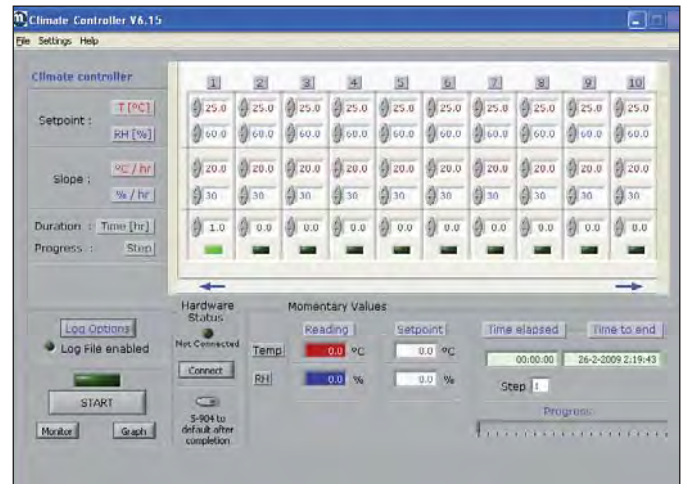 Climate Controller V6.15
File Settings Help
Climate controller
1 2 3 4 5 6 7 8 9 10
Setpoint :
T [ºC] 25.0 25.0 25.0 25.0 25.0 25.0 25.0 25.0 25.0 25.0
RH [%] 60.0 60.0 60.0 60.0 60.0 60.0 60.0 60.0 60.0 60.0
Slope :
ºC / hr 20.0 20.0 20.0 20.0 20.0 20.0 20.0 20.0 20.0 20.0
% / hr 30 30 30 30 30 30 30 30 30 30
Duration : Time [hr] 1.0 0.0 0.0 0.0 0.0 0.0 0.0 0.0 0.0 0.0
Progress : Step
Log Options
Log File enabled
START
Monitor Graph
Hardware
Status
Not Connected
Connect
S-904 to
default after
completion
Momentary Values
Reading Setpoint
Temp 0.0 ºC 0.0 ºC
RH 0.0 % 0.0 %
Time elapsed Time to end
00:00:00 26-2-2009 2:19:43
Step 1
Progress